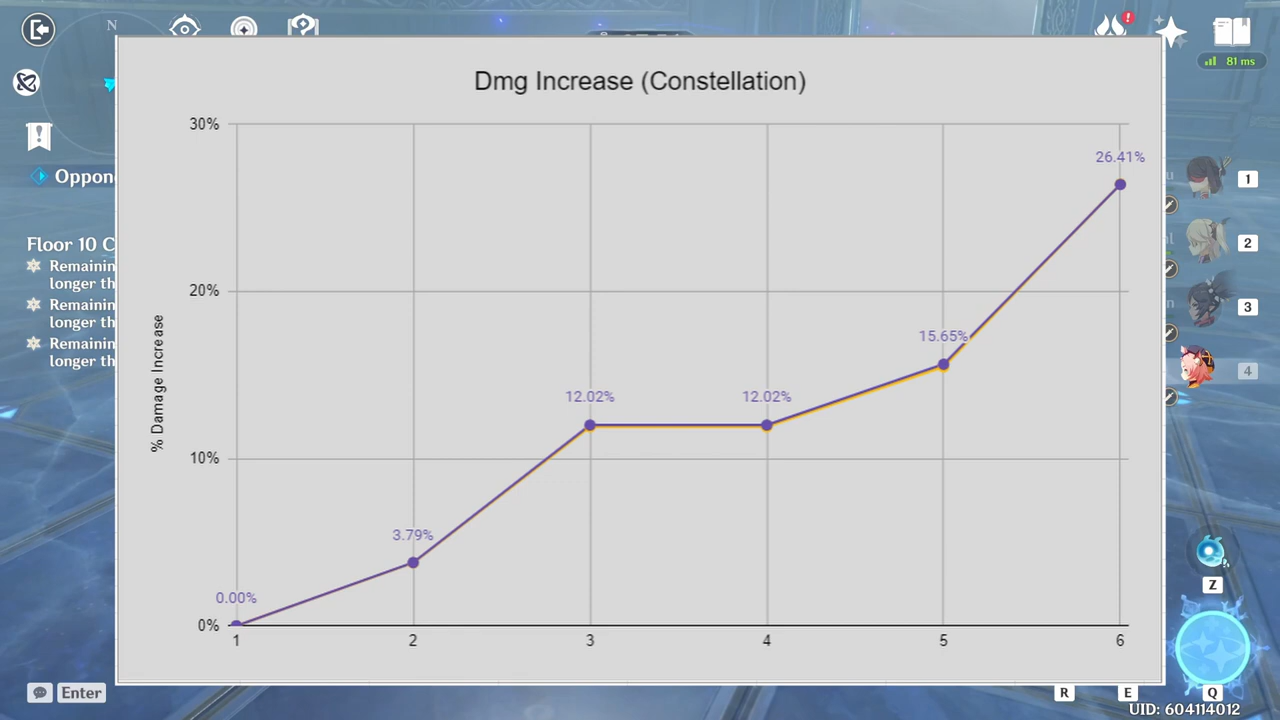 N
81 ms
Dmg Increase (Constellation)
30%
26.41%
Oppon
1
2
Floor 10 C
Remainin
longer th
Remainin
longer th
Remainin
longer th
20%
3
15.65%
4
% Damage Increase
12.02%
12.02%
10%
3.79%
0.00%
Z
0%
1
2
3
4
5
6
Enter
R
E
Q
UID: 604114012